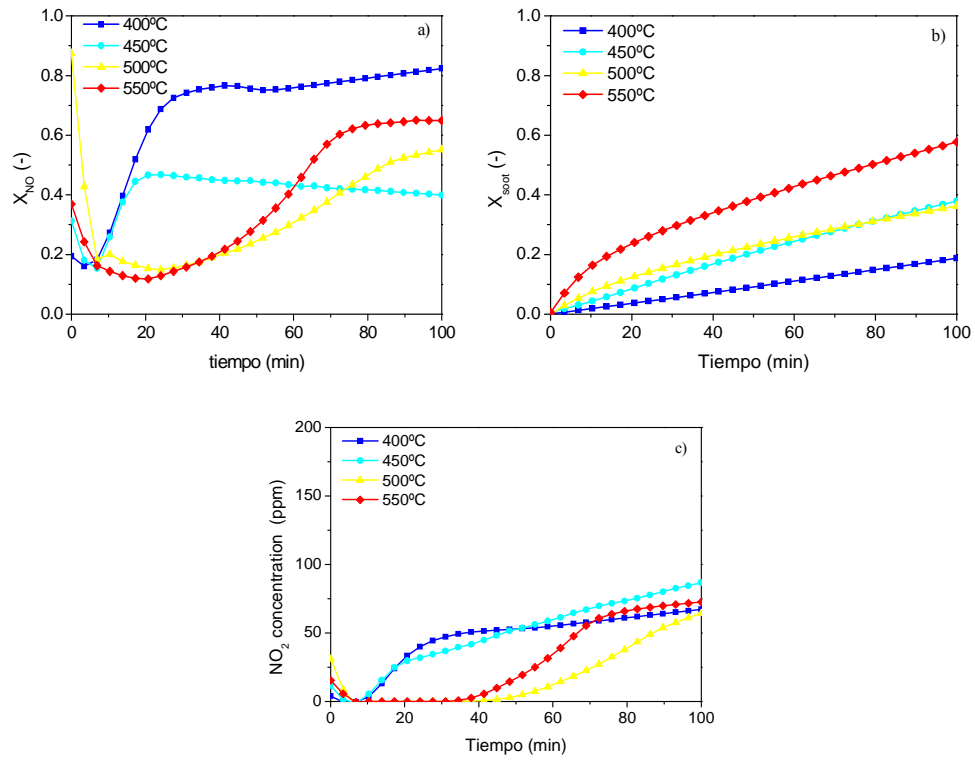 a)
400ºC
450ºC
500ºC
550ºC
X_NO (-)
1.0
0.8
0.6
0.4
0.2
0.0
0 20 40 60 80 100
tiempo (min)
b)
400ºC
450ºC
500ºC
550ºC
X_soot (-)
1.0
0.8
0.6
0.4
0.2
0.0
0 20 40 60 80 100
Tiempo (min)
c)
400ºC
450ºC
500ºC
550ºC
NO₂ concentration (ppm)
200
150
100
50
0
0 20 40 60 80 100
Tiempo (min)